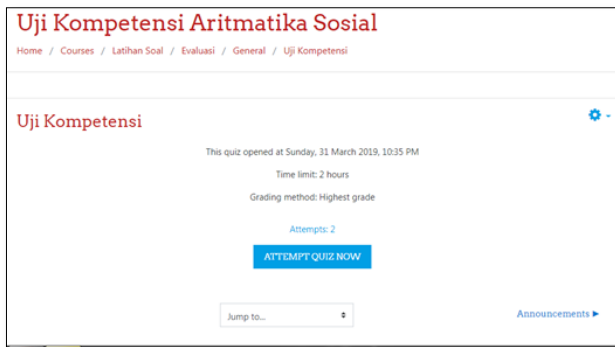 Uji Kompetensi Aritmatika Sosial
Home / Courses / Latihan Soal / Evaluasi / General / Uji Kompetensi
Uji Kompetensi
This quiz opened at Sunday, 31 March 2019, 10:35 PM
Time limit: 2 hours
Grading method: Highest grade
Attempts: 2
ATTEMPT QUIZ NOW
Jump to...
Announcements ►